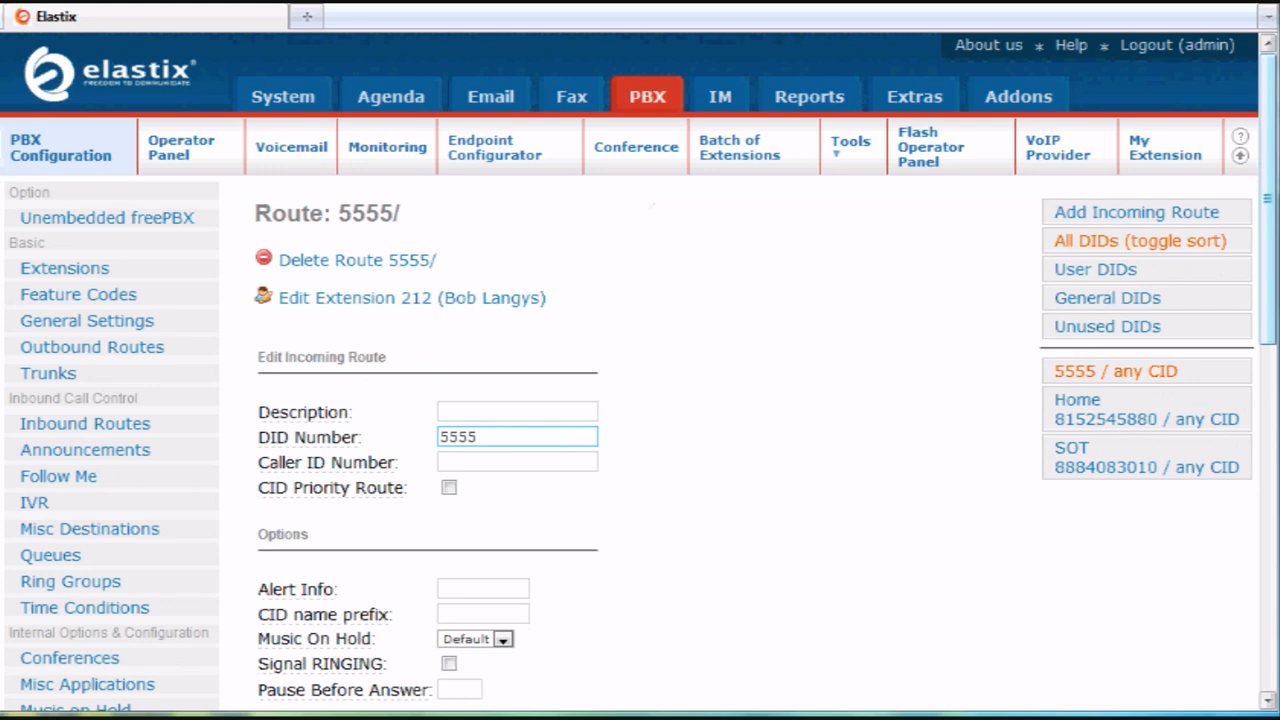 Elastix
About us * Help * Logout (admin)
elastix®
FREEDOM TO COMMUNICATE
System Agenda Email Fax PBX IM Reports Extras Addons
PBX Configuration
Operator Panel
Voicemail
Monitoring
Endpoint Configurator
Conference
Batch of Extensions
Tools
Flash Operator Panel
VoIP Provider
My Extension
?
Option
Unembedded freePBX
Basic
Extensions
Feature Codes
General Settings
Outbound Routes
Trunks
Inbound Call Control
Inbound Routes
Announcements
Follow Me
IVR
Misc Destinations
Queues
Ring Groups
Time Conditions
Internal Options & Configuration
Conferences
Misc Applications
Music on Hold
Route: 5555/
Delete Route 5555/
Edit Extension 212 (Bob Langys)
Edit Incoming Route
Description:
DID Number: 5555
Caller ID Number:
CID Priority Route:
Options
Alert Info:
CID name prefix:
Music On Hold: Default
Signal RINGING:
Pause Before Answer:
Add Incoming Route
All DIDs (toggle sort)
User DIDs
General DIDs
Unused DIDs
5555 / any CID
Home
8152545880 / any CID
SOT
8884083010 / any CID